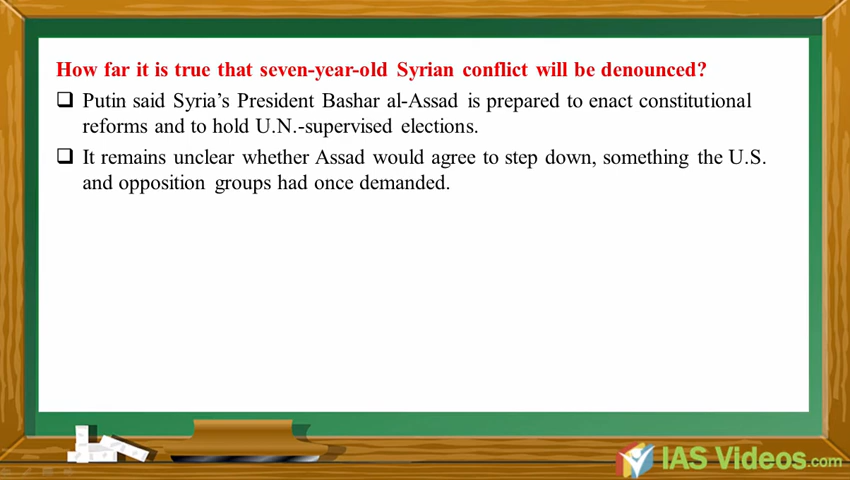 How far it is true that seven-year-old Syrian conflict will be denounced?
❑ Putin said Syria’s President Bashar al-Assad is prepared to enact constitutional
reforms and to hold U.N.-supervised elections.
❑ It remains unclear whether Assad would agree to step down, something the U.S.
and opposition groups had once demanded.
IAS Videos.com